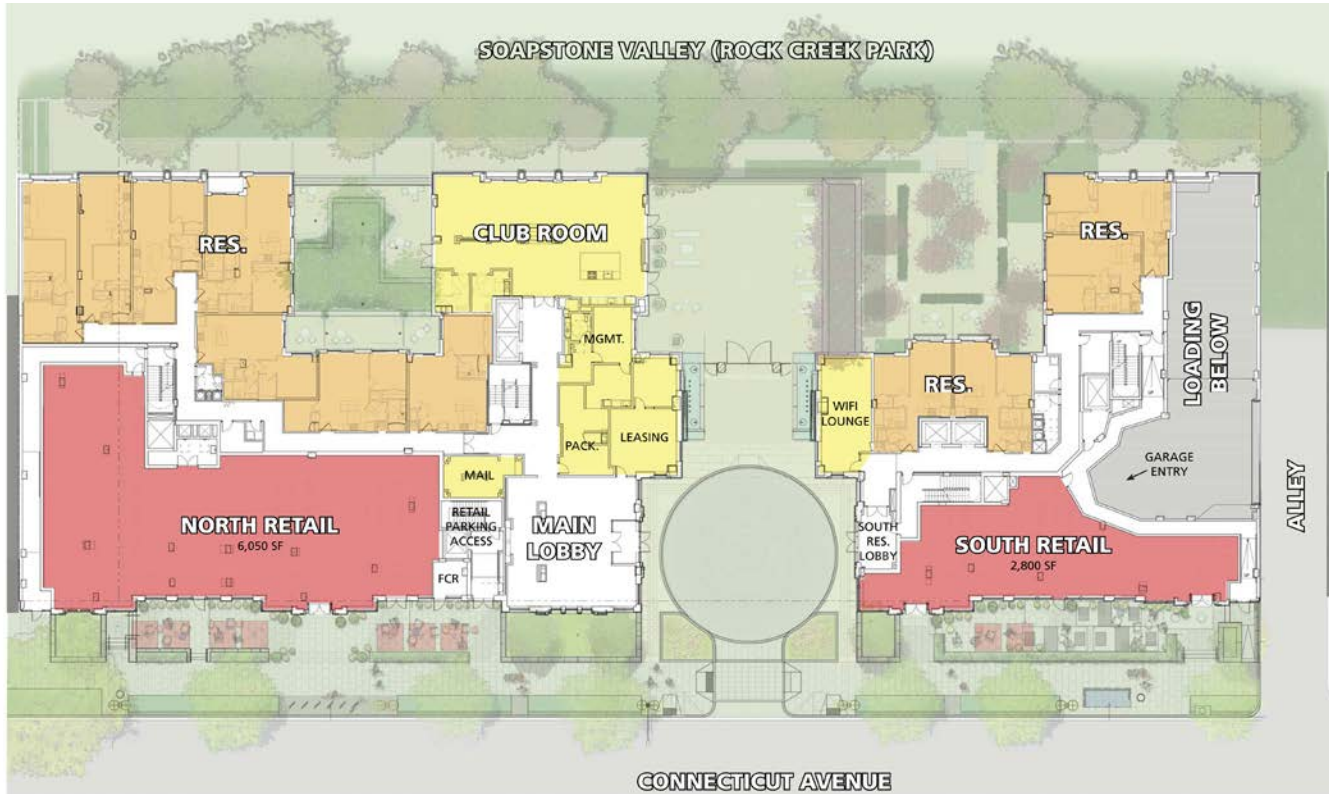 SOAPSTONE VALLEY (ROCK CREEK PARK)
RES.
CLUB ROOM
RES.
MGMT.
LOADING
BELOW
RES.
WIFI
LOUNGE
PACK.
LEASING
GARAGE
ENTRY
MAIL
ALLEY
NORTH RETAIL
6,050 SF
RETAIL
PARKING
ACCESS
MAIN
LOBBY
SOUTH
RES.
LOBBY
SOUTH RETAIL
2,800 SF
FCR
CONNECTICUT AVENUE